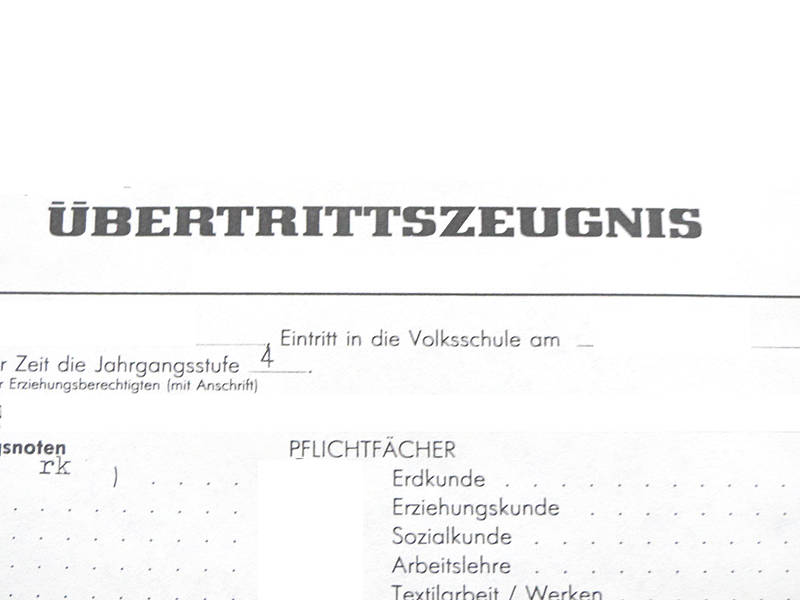 ÜBERTRITTSZEUGNIS
, Eintritt in die Volksschule am
r Zeit die Jahrgangsstufe 4 .
r Erziehungsberechtigten (mit Anschrift)
gsnoten PFLICHTFÄCHER
rk ) . . . . Erdkunde . . . . . . . . .
Erziehungskunde . . . . . . .
Sozialkunde . . . . . . . . .
Arbeitslehre . . . . . . . . .
Textilarbeit / Werken . . . . . .